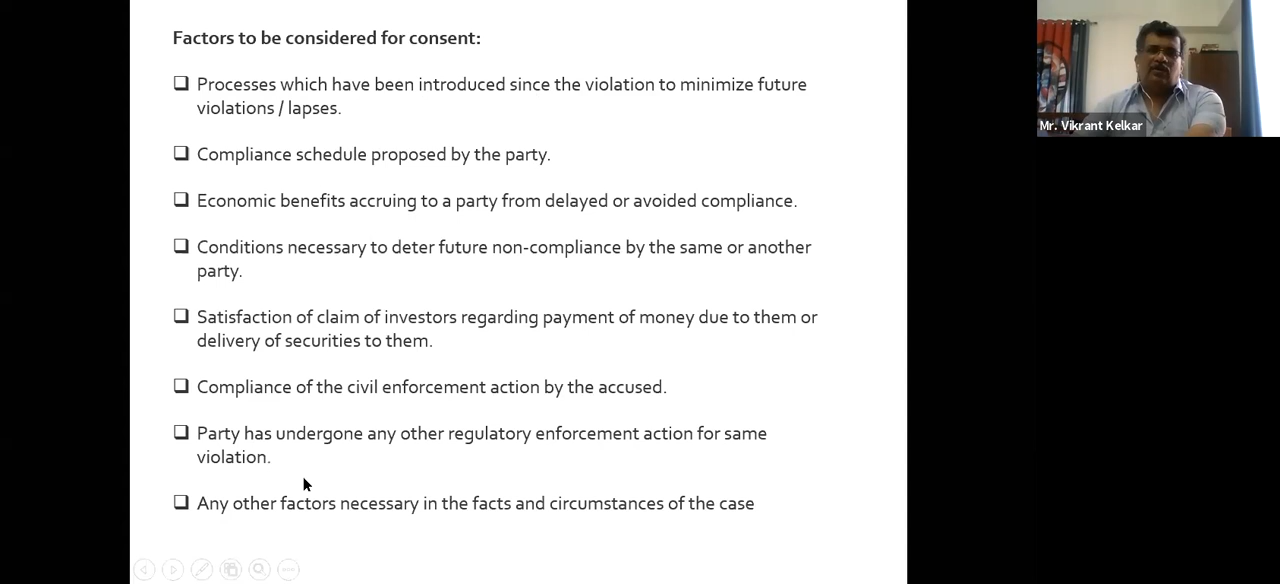 Factors to be considered for consent:
Processes which have been introduced since the violation to minimize future
violations / lapses.
Compliance schedule proposed by the party.
Economic benefits accruing to a party from delayed or avoided compliance.
Conditions necessary to deter future non-compliance by the same or another
party.
Satisfaction of claim of investors regarding payment of money due to them or
delivery of securities to them.
Compliance of the civil enforcement action by the accused.
Party has undergone any other regulatory enforcement action for same
violation.
Any other factors necessary in the facts and circumstances of the case
Mr. Vikrant Kelkar